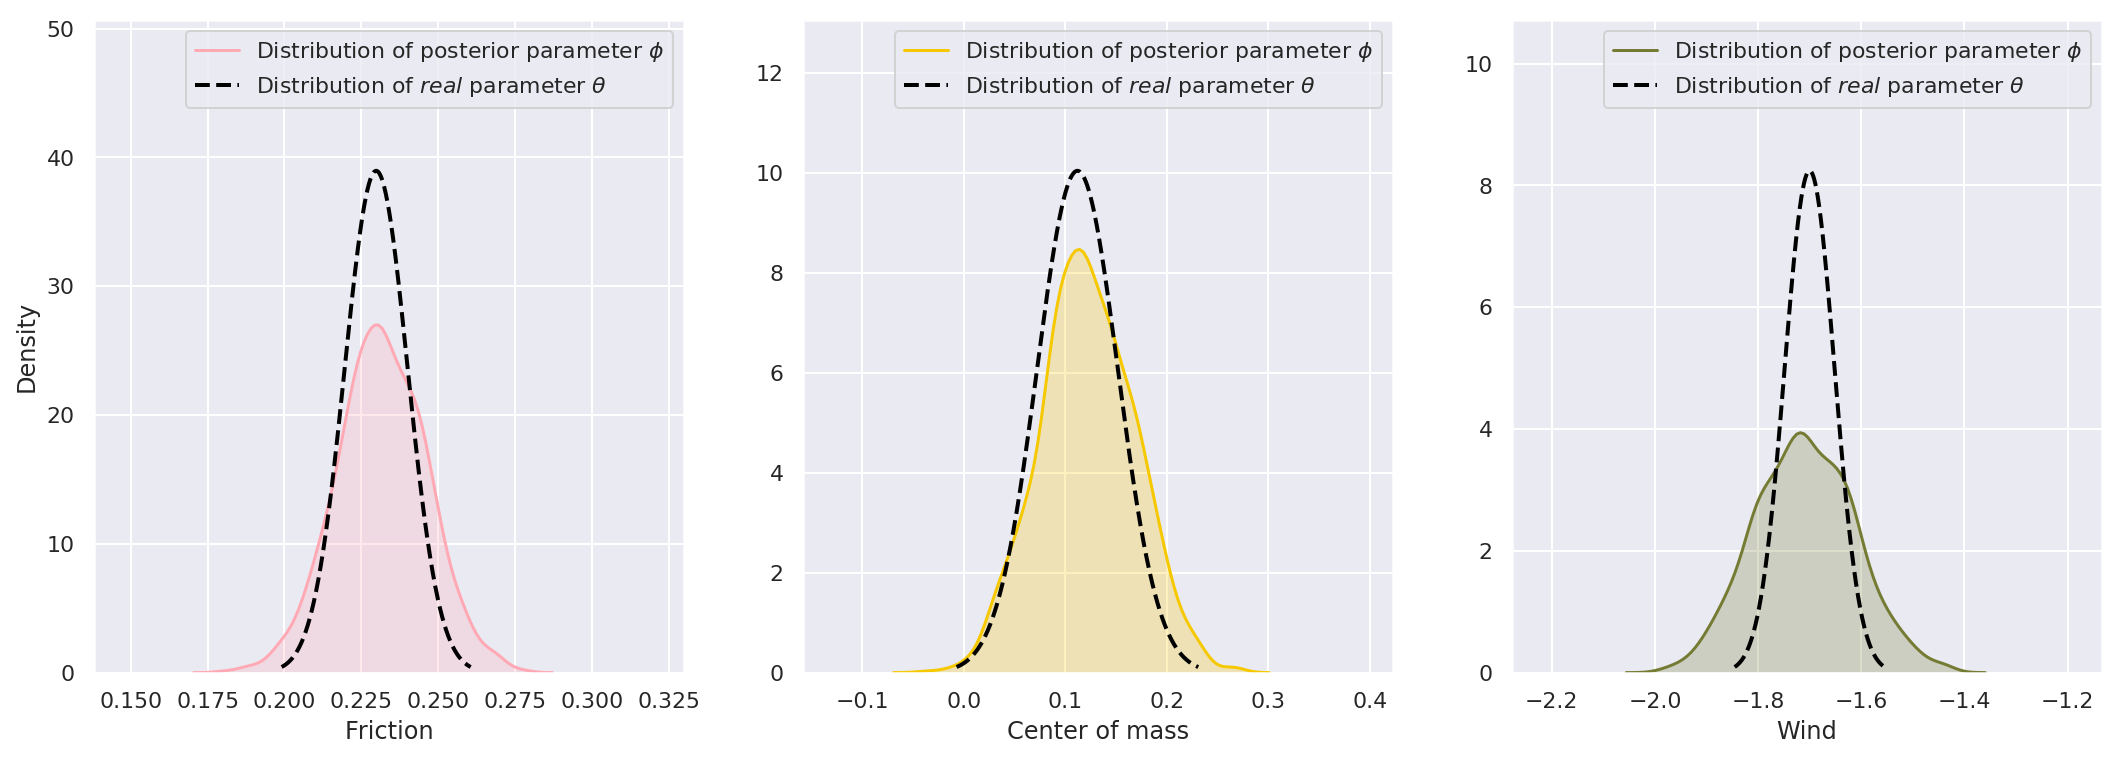 50
40
30
20
10
0
Density
Distribution of posterior parameter ϕ
Distribution of real parameter θ
0.150 0.175 0.200 0.225 0.250 0.275 0.300 0.325
Friction
12
10
8
6
4
2
0
Distribution of posterior parameter ϕ
Distribution of real parameter θ
−0.1 0.0 0.1 0.2 0.3 0.4
Center of mass
10
8
6
4
2
0
Distribution of posterior parameter ϕ
Distribution of real parameter θ
−2.2 −2.0 −1.8 −1.6 −1.4 −1.2
Wind